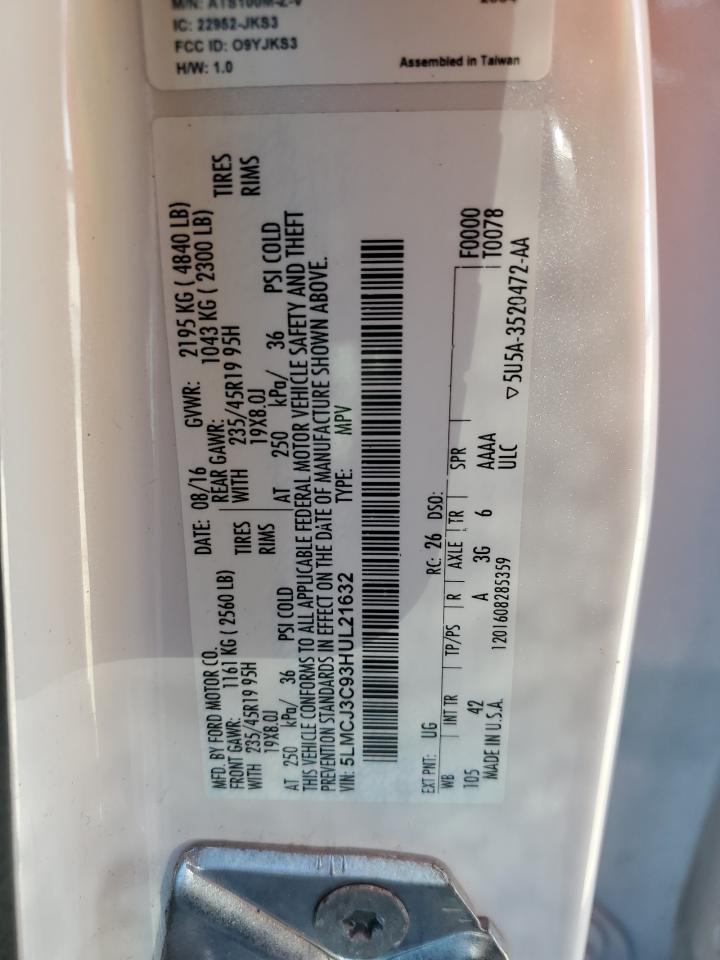 M/N: ATS100M-2-V
IC: 22952-JKS3
FCC ID: O9YJKS3
H/W: 1.0
Assembled in Taiwan
MFD. BY FORD MOTOR CO. DATE: 08/16 GVWR: 2195 KG ( 4840 LB)
FRONT GAWR: 1161 KG ( 2560 LB) REAR GAWR: 1043 KG ( 2300 LB)
WITH 235/45R19 95H TIRES WITH 235/45R19 95H TIRES
19X8.0J RIMS 19X8.0J RIMS
AT 250 kPa/ 36 PSI COLD AT 250 kPa/ 36 PSI COLD
THIS VEHICLE CONFORMS TO ALL APPLICABLE FEDERAL MOTOR VEHICLE SAFETY AND THEFT
PREVENTION STANDARDS IN EFFECT ON THE DATE OF MANUFACTURE SHOWN ABOVE.
VIN: 5LMCJ3C93HUL21632 TYPE: MPV
EXT PNT: UG RC: 26 DSO: F0000
WB INT TR TP/PS R AXLE TR SPR T0078
105 42 A 3G 6 AAAA
MADE IN U.S.A. 1201608285359 ULC ▽5U5A-3520472-AA